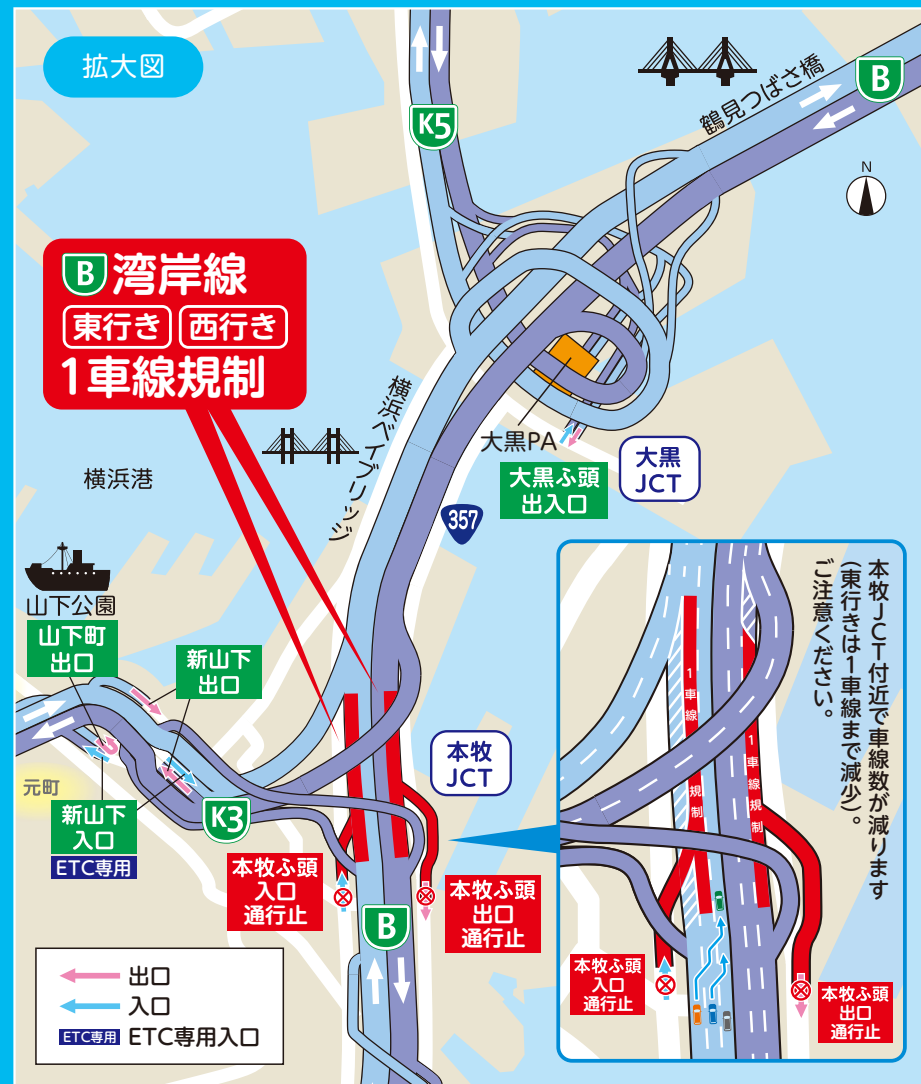 拡大図
K5
鶴見つばさ橋
B
N
B 湾岸線
東行き 西行き
1車線規制
横浜ベイブリッジ
横浜港
大黒PA
大黒ふ頭
出入口
大黒
JCT
357
山下公園
山下町
出口
新山下
出口
元町
新山下
入口
ETC専用
K3
本牧
JCT
本牧ふ頭
入口
通行止
本牧ふ頭
出口
通行止
B
出口
入口
ETC専用 ETC専用入口
本牧JCT付近で車線数が減ります
(東行きは1車線まで減少)。
ご注意ください。
1車線規制
1車線規制
本牧ふ頭
入口
通行止
本牧ふ頭
出口
通行止